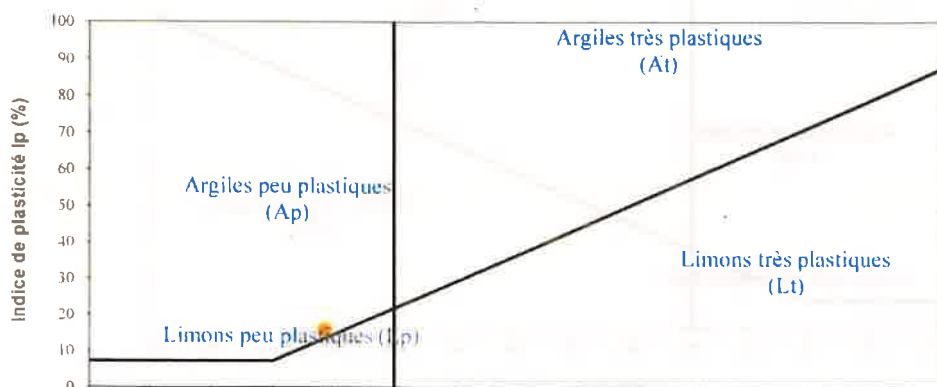 Indice de plasticité Ip (%)
100
90
80
70
60
50
40
30
20
10
0
Argiles très plastiques
(At)
Argiles peu plastiques
(Ap)
Limons très plastiques
(Lt)
Limons peu plastiques (Lp)